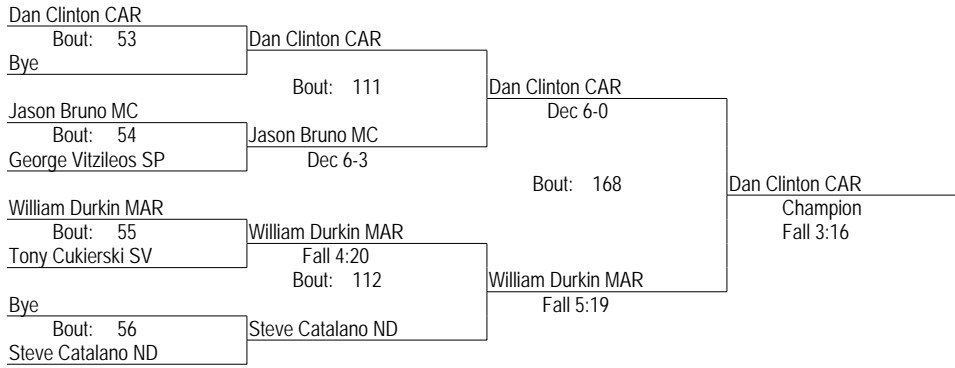 Dan Clinton CAR
Bout: 53
Dan Clinton CAR
Bye
Bout: 111
Dan Clinton CAR
Jason Bruno MC
Dec 6-0
Bout: 54
Jason Bruno MC
George Vitzileos SP
Dec 6-3
Bout: 168
Dan Clinton CAR
William Durkin MAR
Champion
Bout: 55
William Durkin MAR
Fall 3:16
Tony Cukierski SV
Fall 4:20
Bout: 112
William Durkin MAR
Bye
Fall 5:19
Bout: 56
Steve Catalano ND
Steve Catalano ND